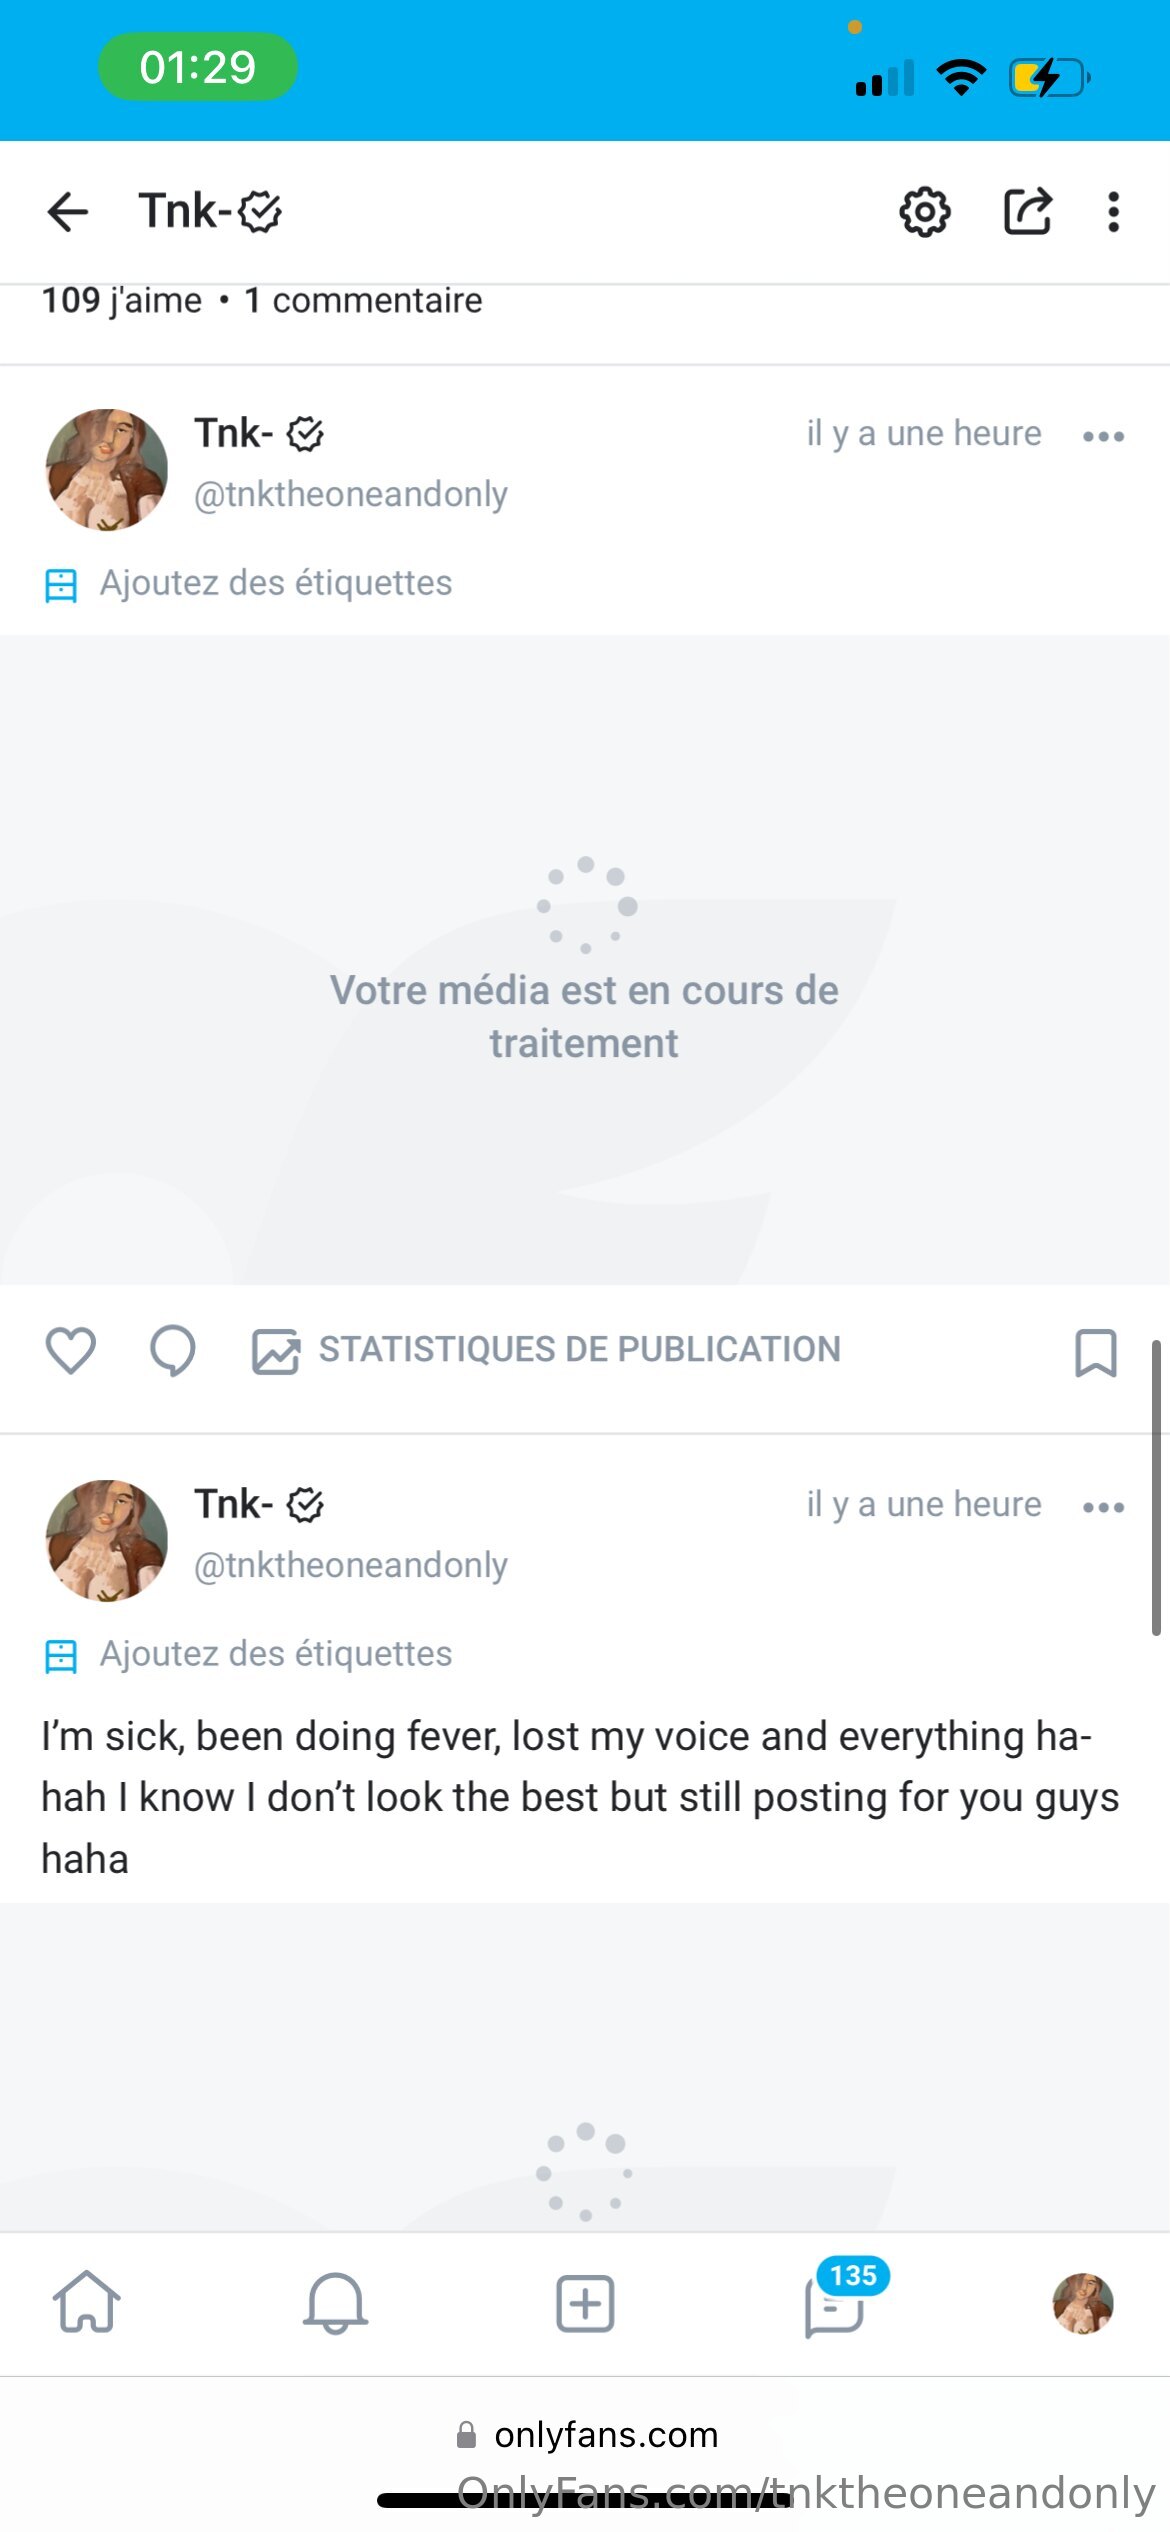 01:29
Tnk-
109 j'aime • 1 commentaire
Tnk-
il y a une heure
@tnktheoneandonly
Ajoutez des étiquettes
Votre média est en cours de
traitement
STATISTIQUES DE PUBLICATION
Tnk-
il y a une heure
@tnktheoneandonly
Ajoutez des étiquettes
I’m sick, been doing fever, lost my voice and everything ha-
hah I know I don’t look the best but still posting for you guys
haha
135
onlyfans.com
OnlyFans.com/tnktheoneandonly